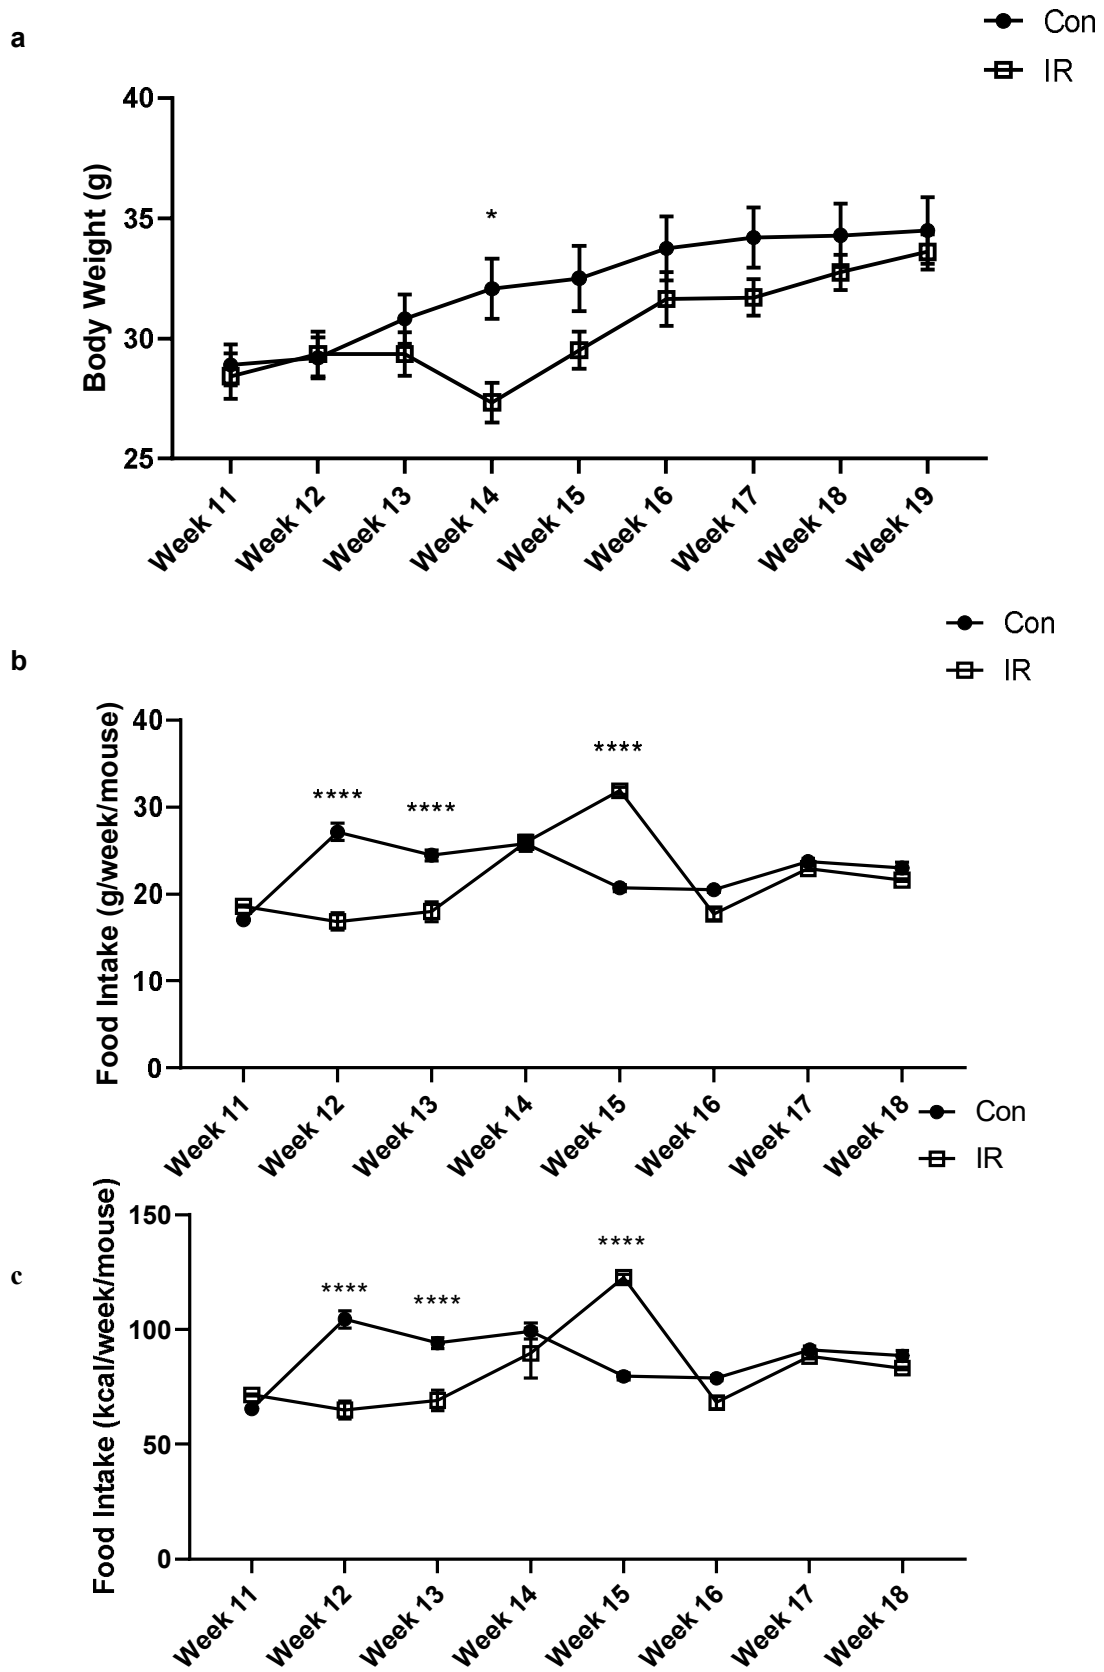 a
Con
IR
Body Weight (g)
40
35
30
25
*
Week 11
Week 12
Week 13
Week 14
Week 15
Week 16
Week 17
Week 18
Week 19
b
Con
IR
Food Intake (g/week/mouse)
40
30
20
10
0
****
****
****
Week 11
Week 12
Week 13
Week 14
Week 15
Week 16
Week 17
Week 18
c
Con
IR
Food Intake (kcal/week/mouse)
150
100
50
0
****
****
****
Week 11
Week 12
Week 13
Week 14
Week 15
Week 16
Week 17
Week 18